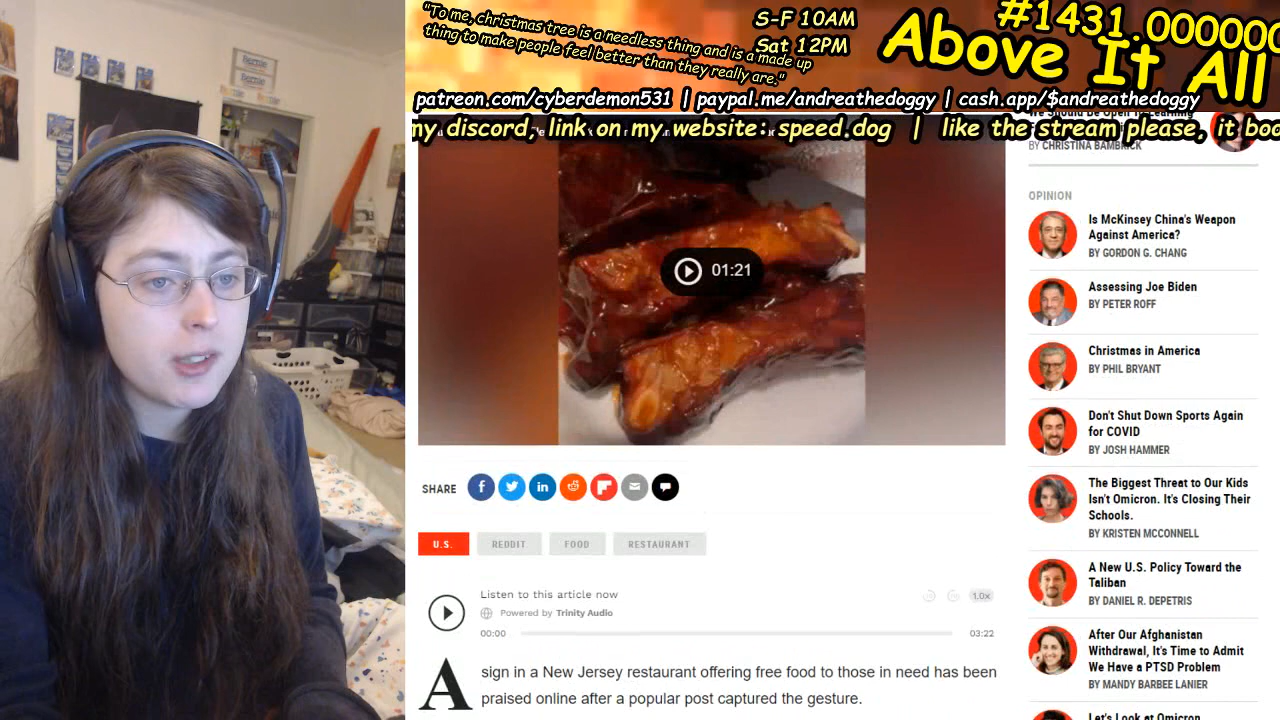 "To me, christmas tree is a needless thing and is a made up
thing to make people feel better than they really are."
S-F 10AM
Sat 12PM
#1431.000000
Above It All
patreon.com/cyberdemon531 | paypal.me/andreathedoggy | cash.app/$andreathedoggy
my discord, link on my website: speed.dog | like the stream please, it boo
BY CHRISTINA BAMBRICK
OPINION
Is McKinsey China's Weapon
Against America?
BY GORDON G. CHANG
Assessing Joe Biden
BY PETER ROFF
Christmas in America
BY PHIL BRYANT
Don't Shut Down Sports Again
for COVID
BY JOSH HAMMER
The Biggest Threat to Our Kids
Isn't Omicron. It's Closing Their
Schools.
BY KRISTEN MCCONNELL
A New U.S. Policy Toward the
Taliban
BY DANIEL R. DEPETRIS
After Our Afghanistan
Withdrawal, It's Time to Admit
We Have a PTSD Problem
BY MANDY BARBEE LANIER
Let's Look at Omicron
01:21
SHARE
U.S.
REDDIT
FOOD
RESTAURANT
Listen to this article now
Powered by Trinity Audio
1.0x
00:00
03:22
A sign in a New Jersey restaurant offering free food to those in need has been
praised online after a popular post captured the gesture.
Bernie
Bernie